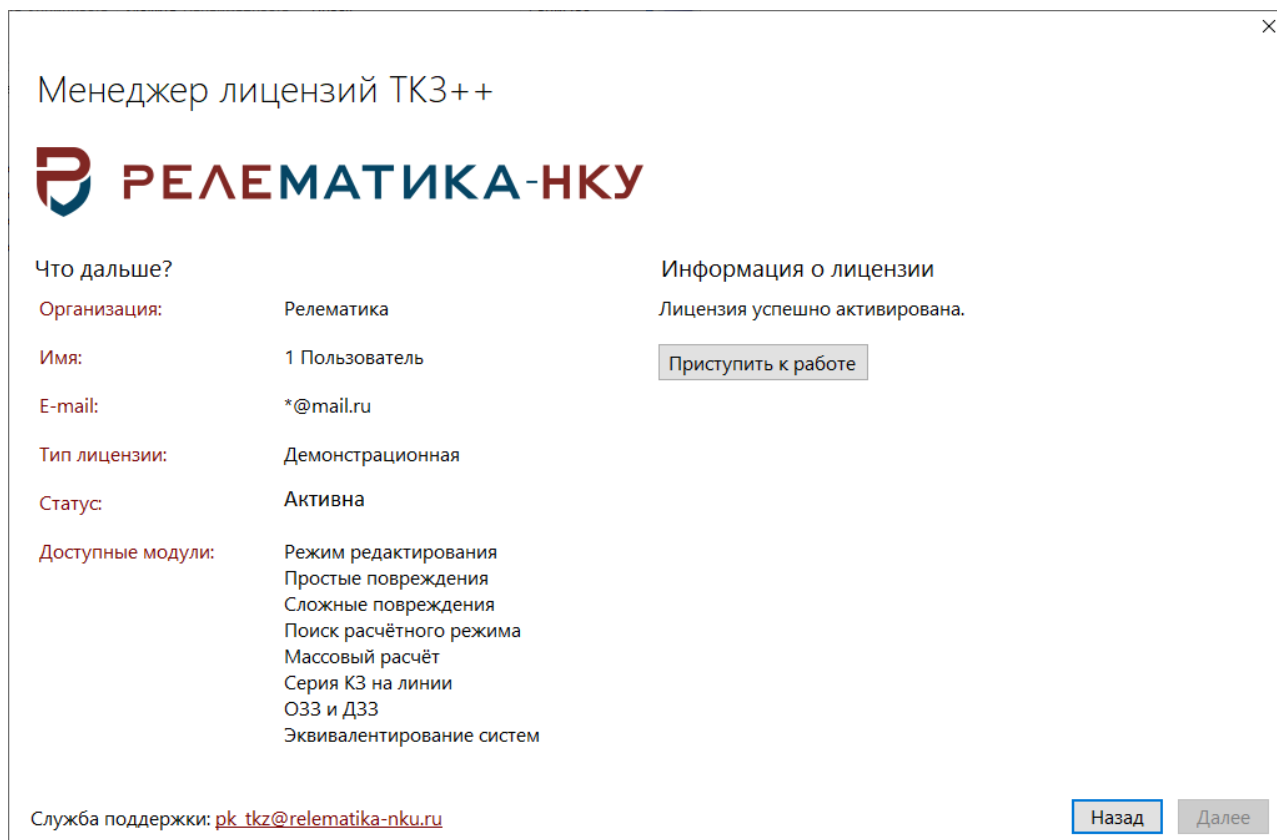 Менеджер лицензий ТКЗ++
РЕЛЕМАТИКА-НКУ
Что дальше?
Организация: Релематика
Имя: 1 Пользователь
E-mail: *@mail.ru
Тип лицензии: Демонстрационная
Статус: Активна
Доступные модули: Режим редактирования
Простые повреждения
Сложные повреждения
Поиск расчётного режима
Массовый расчёт
Серия КЗ на линии
ОЗЗ и ДЗЗ
Эквивалентирование систем
Информация о лицензии
Лицензия успешно активирована.
Приступить к работе
Служба поддержки: pk_tkz@relematika-nku.ru
Назад Далее